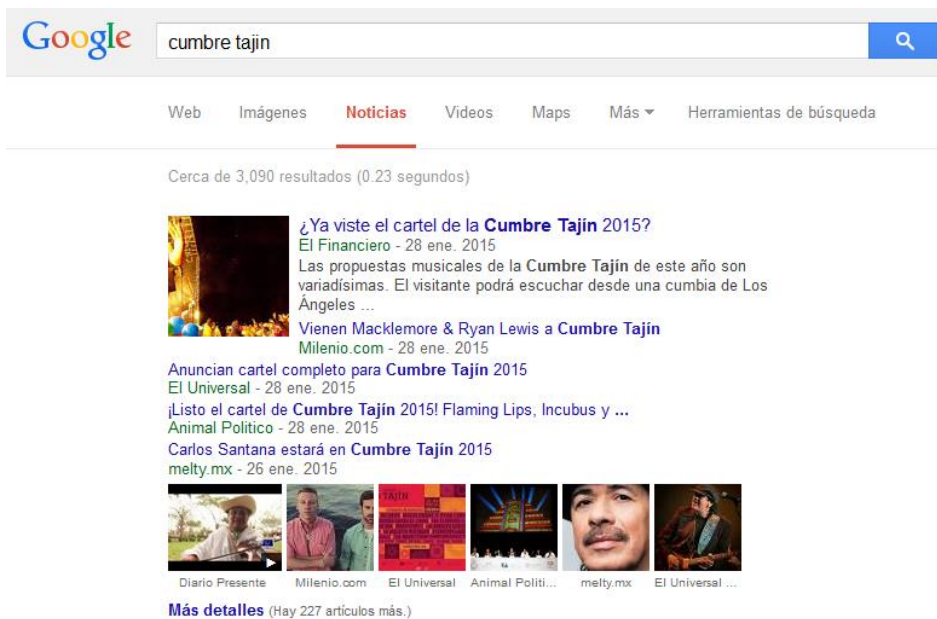 Google
cumbre tajin
Web Imágenes Noticias Videos Maps Más Herramientas de búsqueda
Cerca de 3,090 resultados (0.23 segundos)
¿Ya viste el cartel de la Cumbre Tajín 2015?
El Financiero - 28 ene. 2015
Las propuestas musicales de la Cumbre Tajín de este año son
variadísimas. El visitante podrá escuchar desde una cumbia de Los
Ángeles ...
Vienen Macklemore & Ryan Lewis a Cumbre Tajín
Milenio.com - 28 ene. 2015
Anuncian cartel completo para Cumbre Tajín 2015
El Universal - 28 ene. 2015
¡Listo el cartel de Cumbre Tajín 2015! Flaming Lips, Incubus y ...
Animal Politico - 28 ene. 2015
Carlos Santana estará en Cumbre Tajín 2015
melty.mx - 26 ene. 2015
TAJÍN
Diario Presente Milenio.com El Universal Animal Politi... melty.mx El Universal ...
Más detalles (Hay 227 artículos más.)